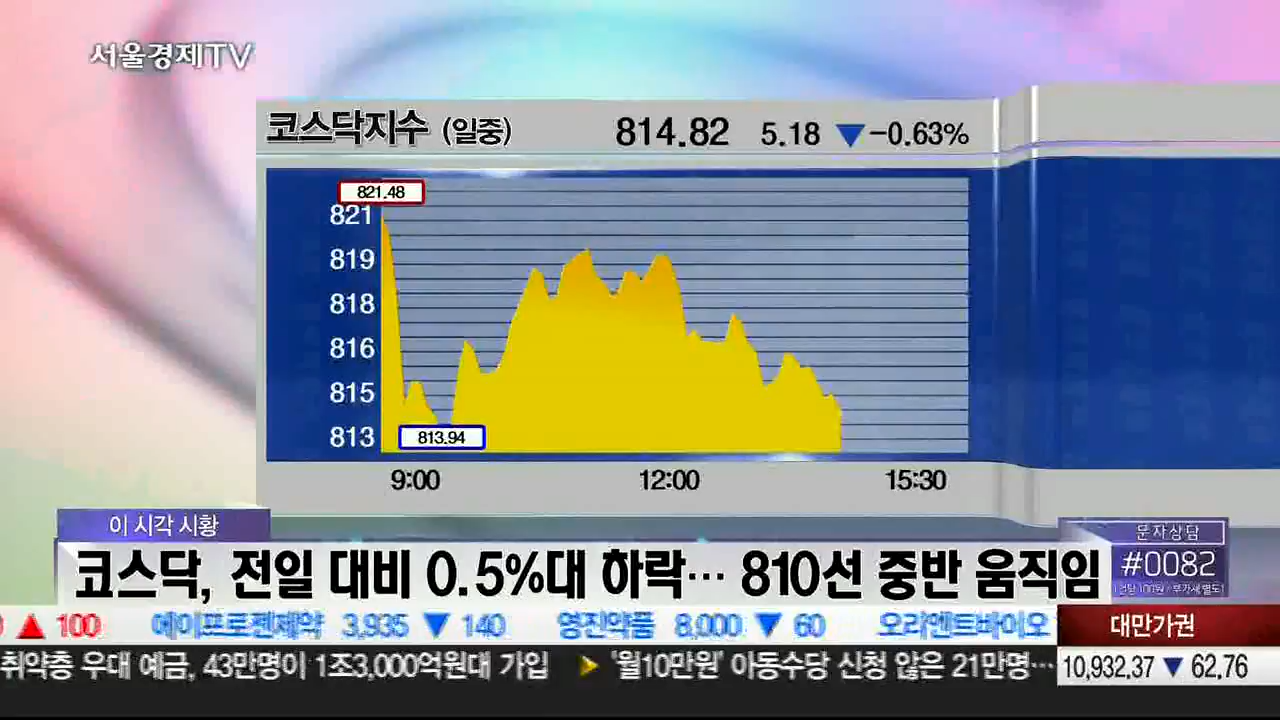 서울경제TV
코스닥지수 (일중) 814.82 5.18 ▼-0.63%
821.48
821
819
818
816
815
813
813.94
9:00 12:00 15:30
이 시각 시황
문자상담
코스닥, 전일 대비 0.5%대 하락… 810선 중반 움직임
#0082
▲ 100 에이프로젠제약 3,935 ▼ 140 영진약품 8,000 ▼ 60 오리엔트바이오
대만가권
취약층 우대 예금, 43만명이 1조3,000억원대 가입 ▶ '월10만원' 아동수당 신청 않은 21만명…
10,932.37 ▼ 62.76